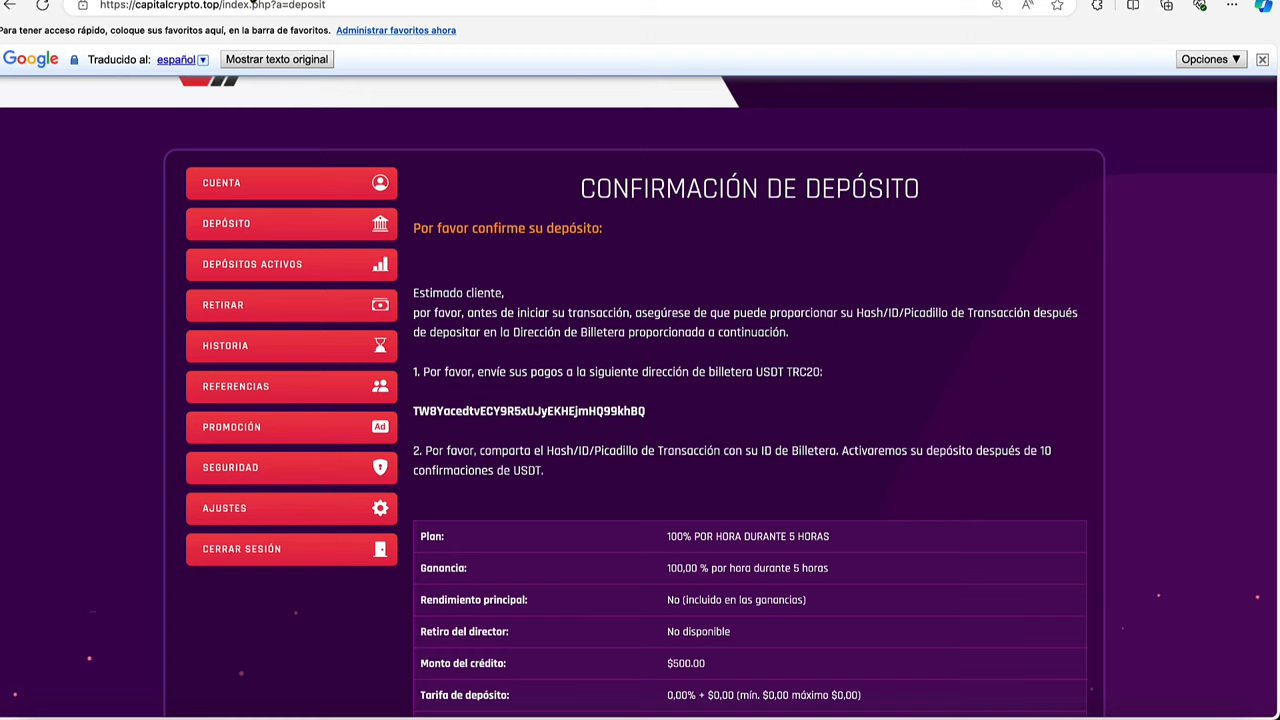 https://capitalcrypto.top/index.php?a=deposit
Para tener acceso rápido, coloque sus favoritos aquí, en la barra de favoritos. Administrar favoritos ahora
Google Traducido al: español Mostrar texto original Opciones ▼
CUENTA
DEPÓSITO
DEPÓSITOS ACTIVOS
RETIRAR
HISTORIA
REFERENCIAS
PROMOCIÓN Ad
SEGURIDAD
AJUSTES
CERRAR SESIÓN
CONFIRMACIÓN DE DEPÓSITO
Por favor confirme su depósito:
Estimado cliente,
por favor, antes de iniciar su transacción, asegúrese de que puede proporcionar su Hash/ID/Picadillo de Transacción después
de depositar en la Dirección de Billetera proporcionada a continuación.
1. Por favor, envíe sus pagos a la siguiente dirección de billetera USDT TRC20:
TW8YacedtvECY9R5xUJyEKHEjmHQ99khBQ
2. Por favor, comparta el Hash/ID/Picadillo de Transacción con su ID de Billetera. Activaremos su depósito después de 10
confirmaciones de USDT.
Plan: 100% POR HORA DURANTE 5 HORAS
Ganancia: 100,00 % por hora durante 5 horas
Rendimiento principal: No (incluido en las ganancias)
Retiro del director: No disponible
Monto del crédito: $500.00
Tarifa de depósito: 0,00% + $0,00 (mín. $0,00 máximo $0,00)